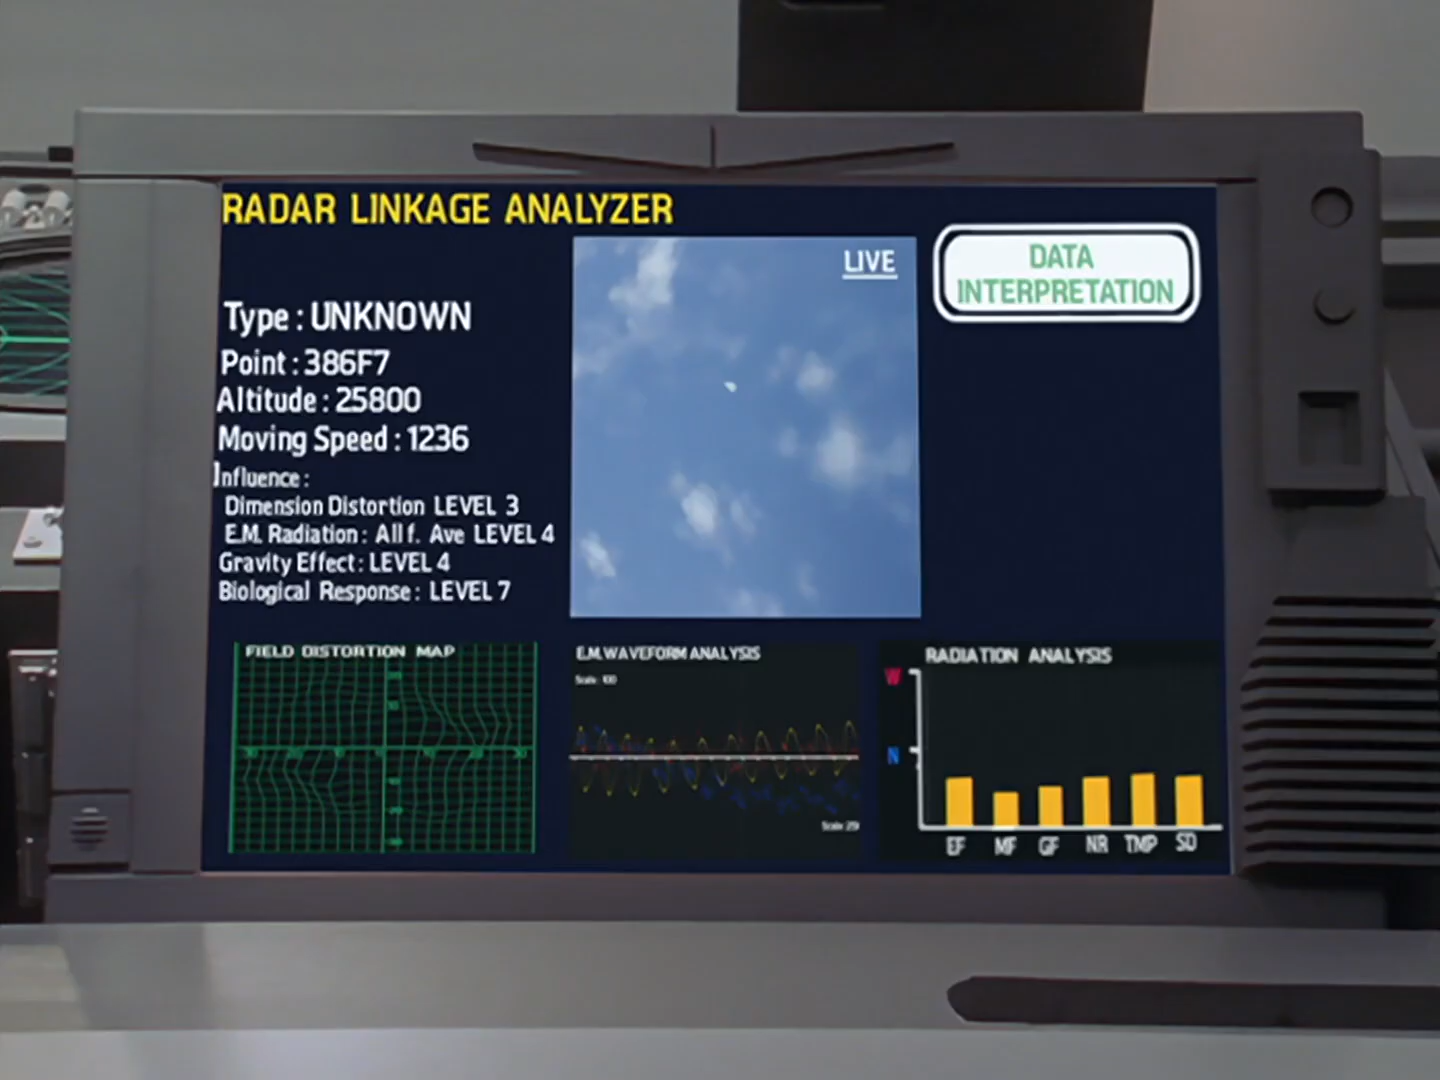 RADAR LINKAGE ANALYZER
LIVE
DATA
INTERPRETATION
Type : UNKNOWN
Point : 386F7
Altitude : 25800
Moving Speed : 1236
Influence :
Dimension Distortion LEVEL 3
E.M. Radiation : All f. Ave LEVEL 4
Gravity Effect : LEVEL 4
Biological Response : LEVEL 7
FIELD DISTORTION MAP
E.M. WAVEFORM ANALYSIS
Scale : 100
RADIATION ANALYSIS
W
N
EF MF GF NR TMP SD